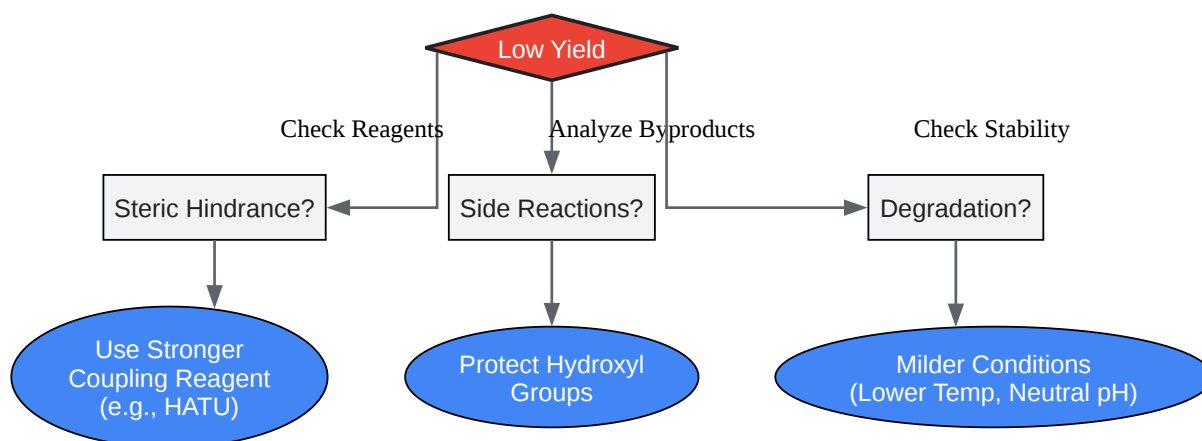 Low Yield
Check Reagents
Analyze Byproducts
Check Stability
Steric Hindrance?
Side Reactions?
Degradation?
Use Stronger
Coupling Reagent
(e.g., HATU)
Protect Hydroxyl
Groups
Milder Conditions
(Lower Temp, Neutral pH)